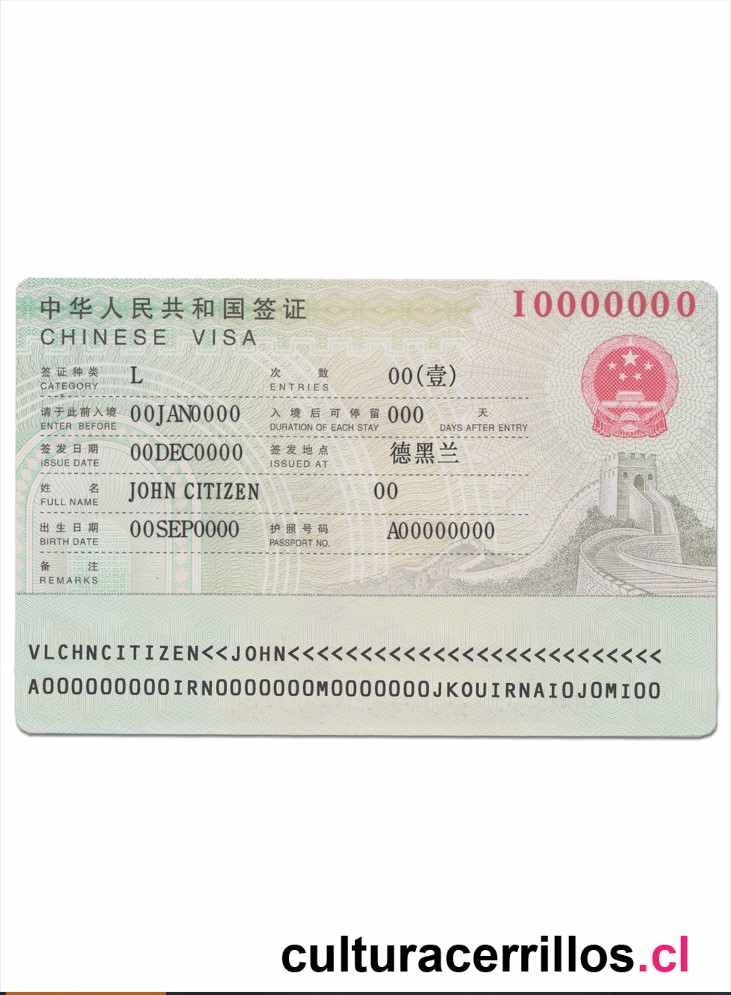 中华人民共和国签证 I0000000
CHINESE VISA
签证种类 L 次数 00(壹)
CATEGORY ENTRIES
请于此前入境 00JAN0000 入境后可停留 000 天
ENTER BEFORE DURATION OF EACH STAY DAYS AFTER ENTRY
签发日期 00DEC0000 签发地点 德黑兰
ISSUE DATE ISSUED AT
姓名 JOHN CITIZEN 00
FULL NAME
出生日期 00SEP0000 护照号码 A00000000
BIRTH DATE PASSPORT NO.
备注
REMARKS
VLCHNCITIZEN<<JOHN<<<<<<<<<<<<<<<<<<<<<<<<<<
A000000000IRN0000000M0000000JKOUIRNAI0J0MI00
culturacerrillos.cl